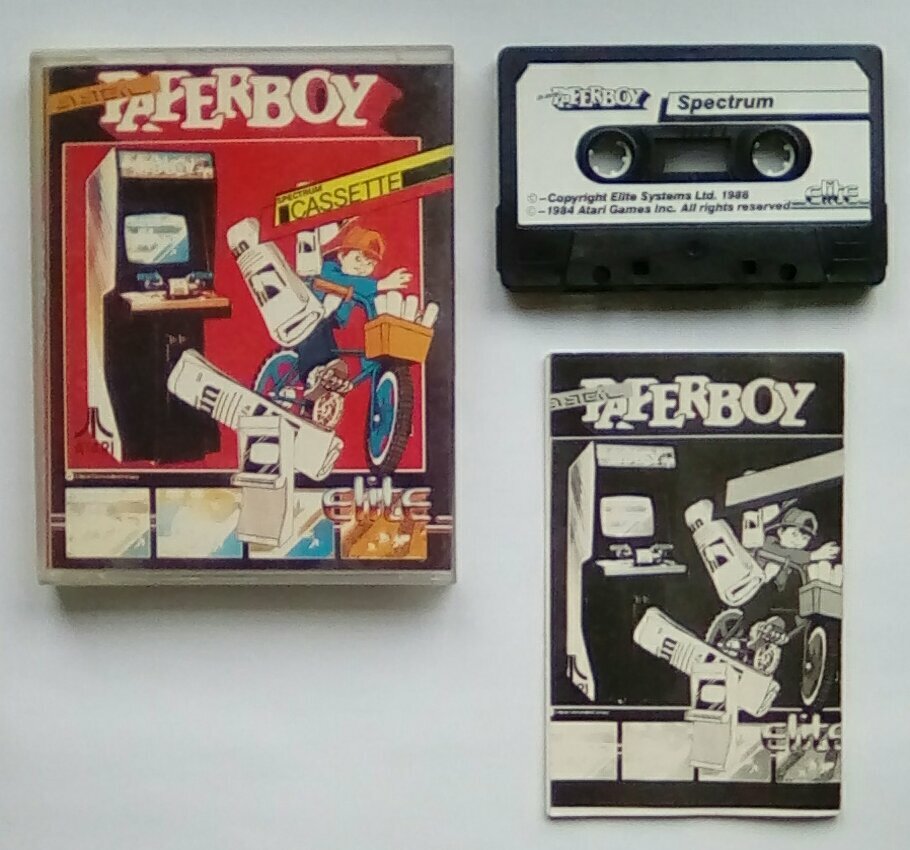 PAPERBOY
SPECTRUM
CASSETTE
ATARI
elite
PAPERBOY
Spectrum
©-Copyright Elite Systems Ltd. 1986
©-1984 Atari Games Inc. All rights reserved
elite
PAPERBOY
elite